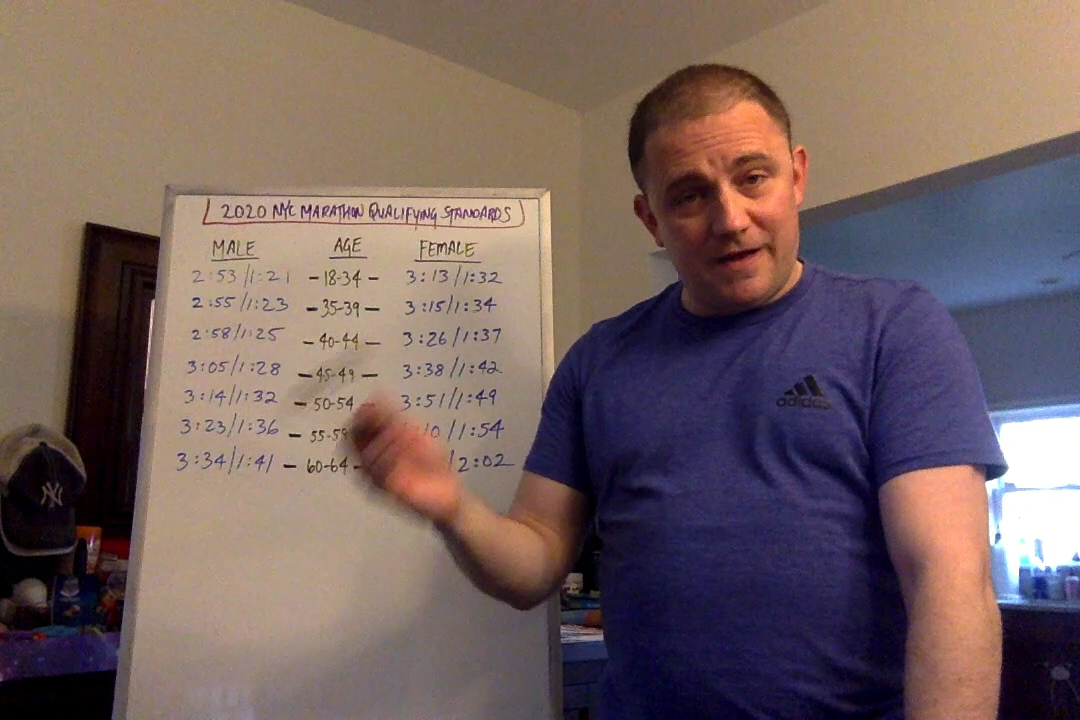 2020 NYC MARATHON QUALIFYING STANDARDS
MALE AGE FEMALE
2:53/1:21 - 18-34 - 3:13/1:32
2:55/1:23 - 35-39 - 3:15/1:34
2:58/1:25 - 40-44 - 3:26/1:37
3:05/1:28 - 45-49 - 3:38/1:42
3:14/1:32 - 50-54 3:51/1:49
3:23/1:36 - 55-59 /1:54
3:34/1:41 - 60-64 - /2:02
adidas
NY